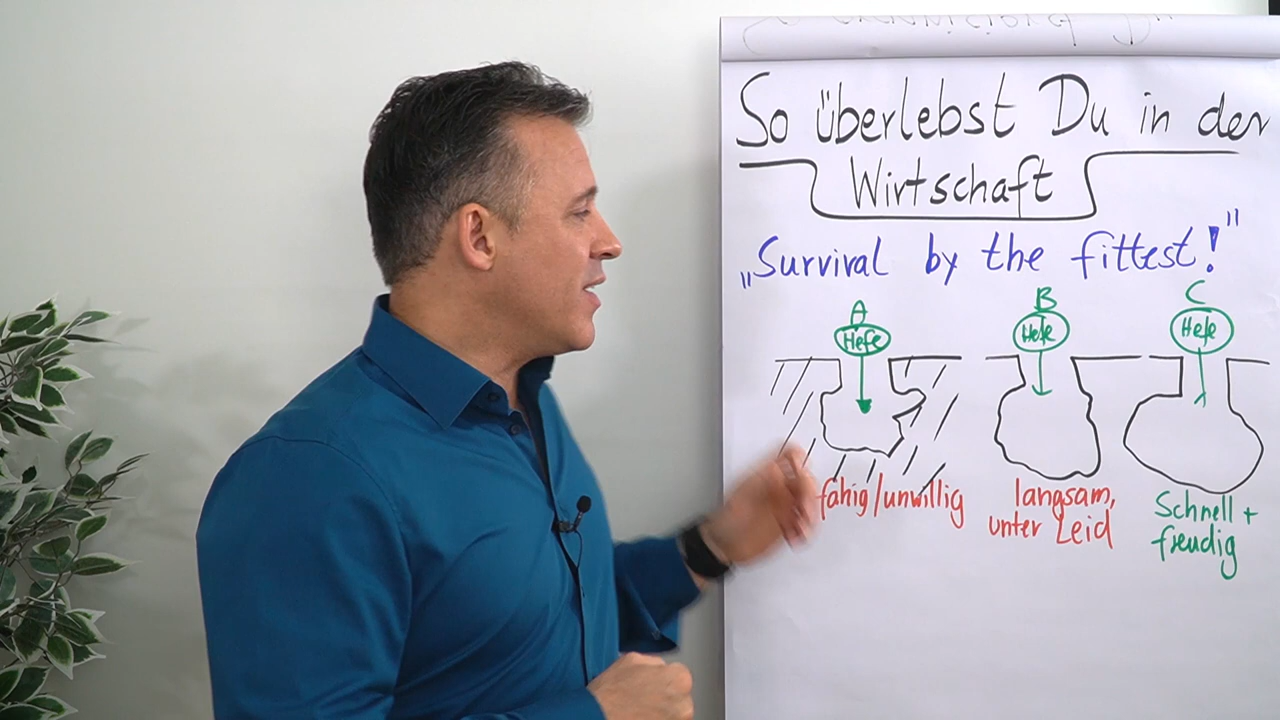 So überlebst Du in der
Wirtschaft
„Survival by the fittest!"
A B C
Hefe Hefe Hefe
fähig/unwillig
langsam,
unter Leid
Schnell +
freudig